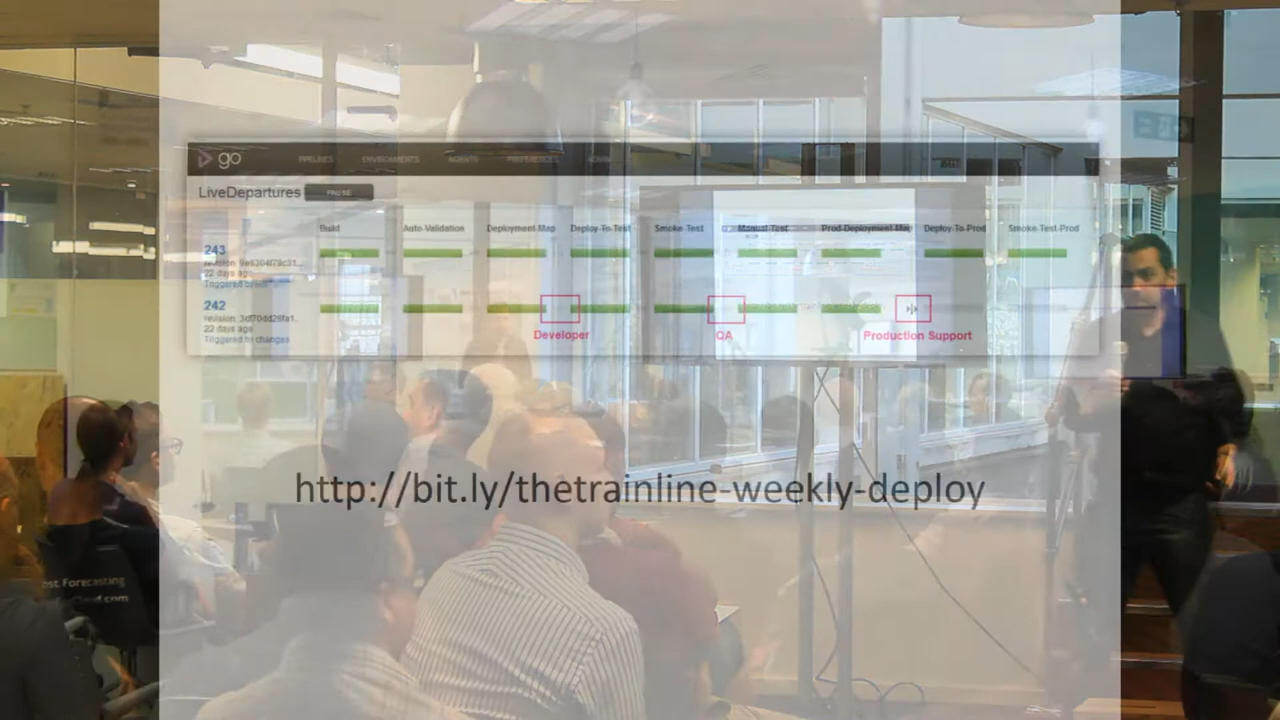 go PIPELINES ENVIRONMENTS AGENTS PREFERENCES ADMIN
LiveDepartures PAUSE
Build Auto-Validation Deployment-Map Deploy-To-Test Smoke Test Manual-Test Prod-Deployment-Map Deploy-To-Prod Smoke-Test-Prod
243
22 days ago
242
22 days ago
Triggered by changes
Developer QA Production Support
http://bit.ly/thetrainline-weekly-deploy
Forecasting